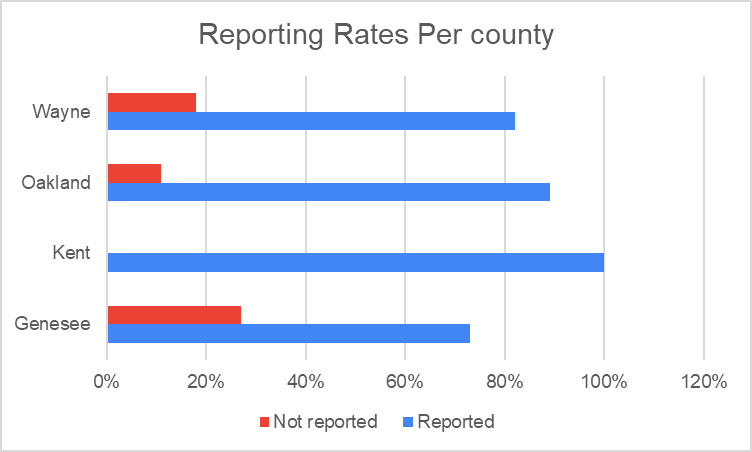 Reporting Rates Per county
Wayne
Oakland
Kent
Genesee
0% 20% 40% 60% 80% 100% 120%
Not reported Reported